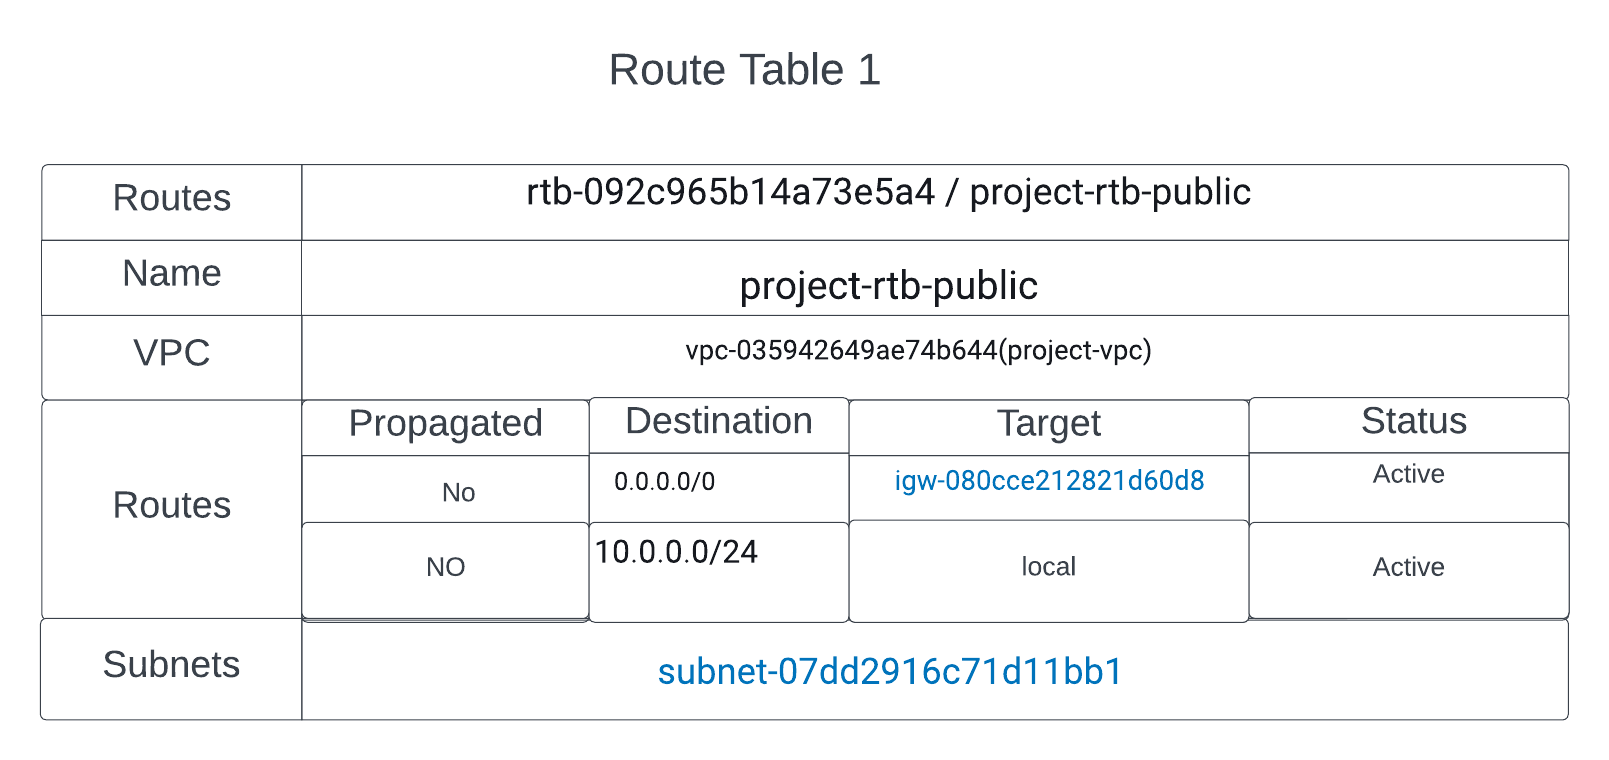 Route Table 1
Routes
rtb-092c965b14a73e5a4 / project-rtb-public
Name
project-rtb-public
VPC
vpc-035942649ae74b644(project-vpc)
Routes
Propagated Destination Target Status
No 0.0.0.0/0 igw-080cce212821d60d8 Active
NO 10.0.0.0/24 local Active
Subnets
subnet-07dd2916c71d11bb1